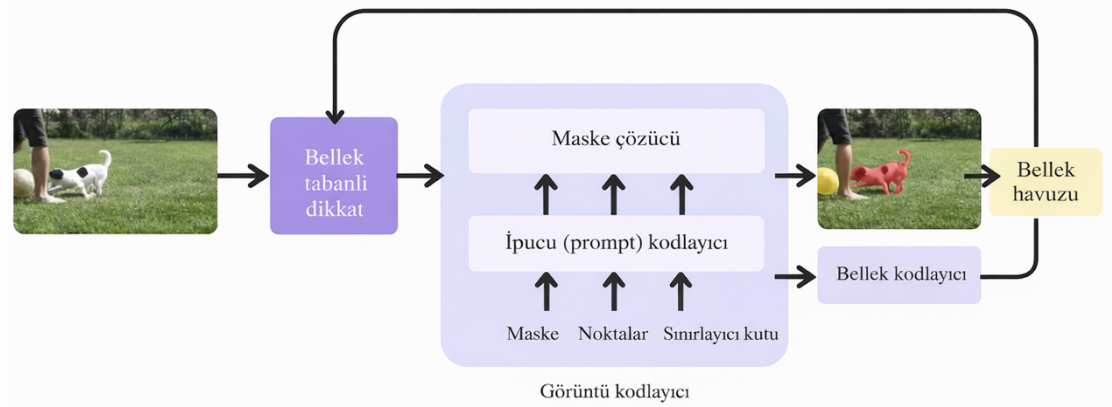 Bellek
tabanli
dikkat
Maske çözücü
İpucu (prompt) kodlayıcı
Maske
Noktalar
Sınırlayıcı kutu
Görüntü kodlayıcı
Bellek
havuzu
Bellek kodlayıcı